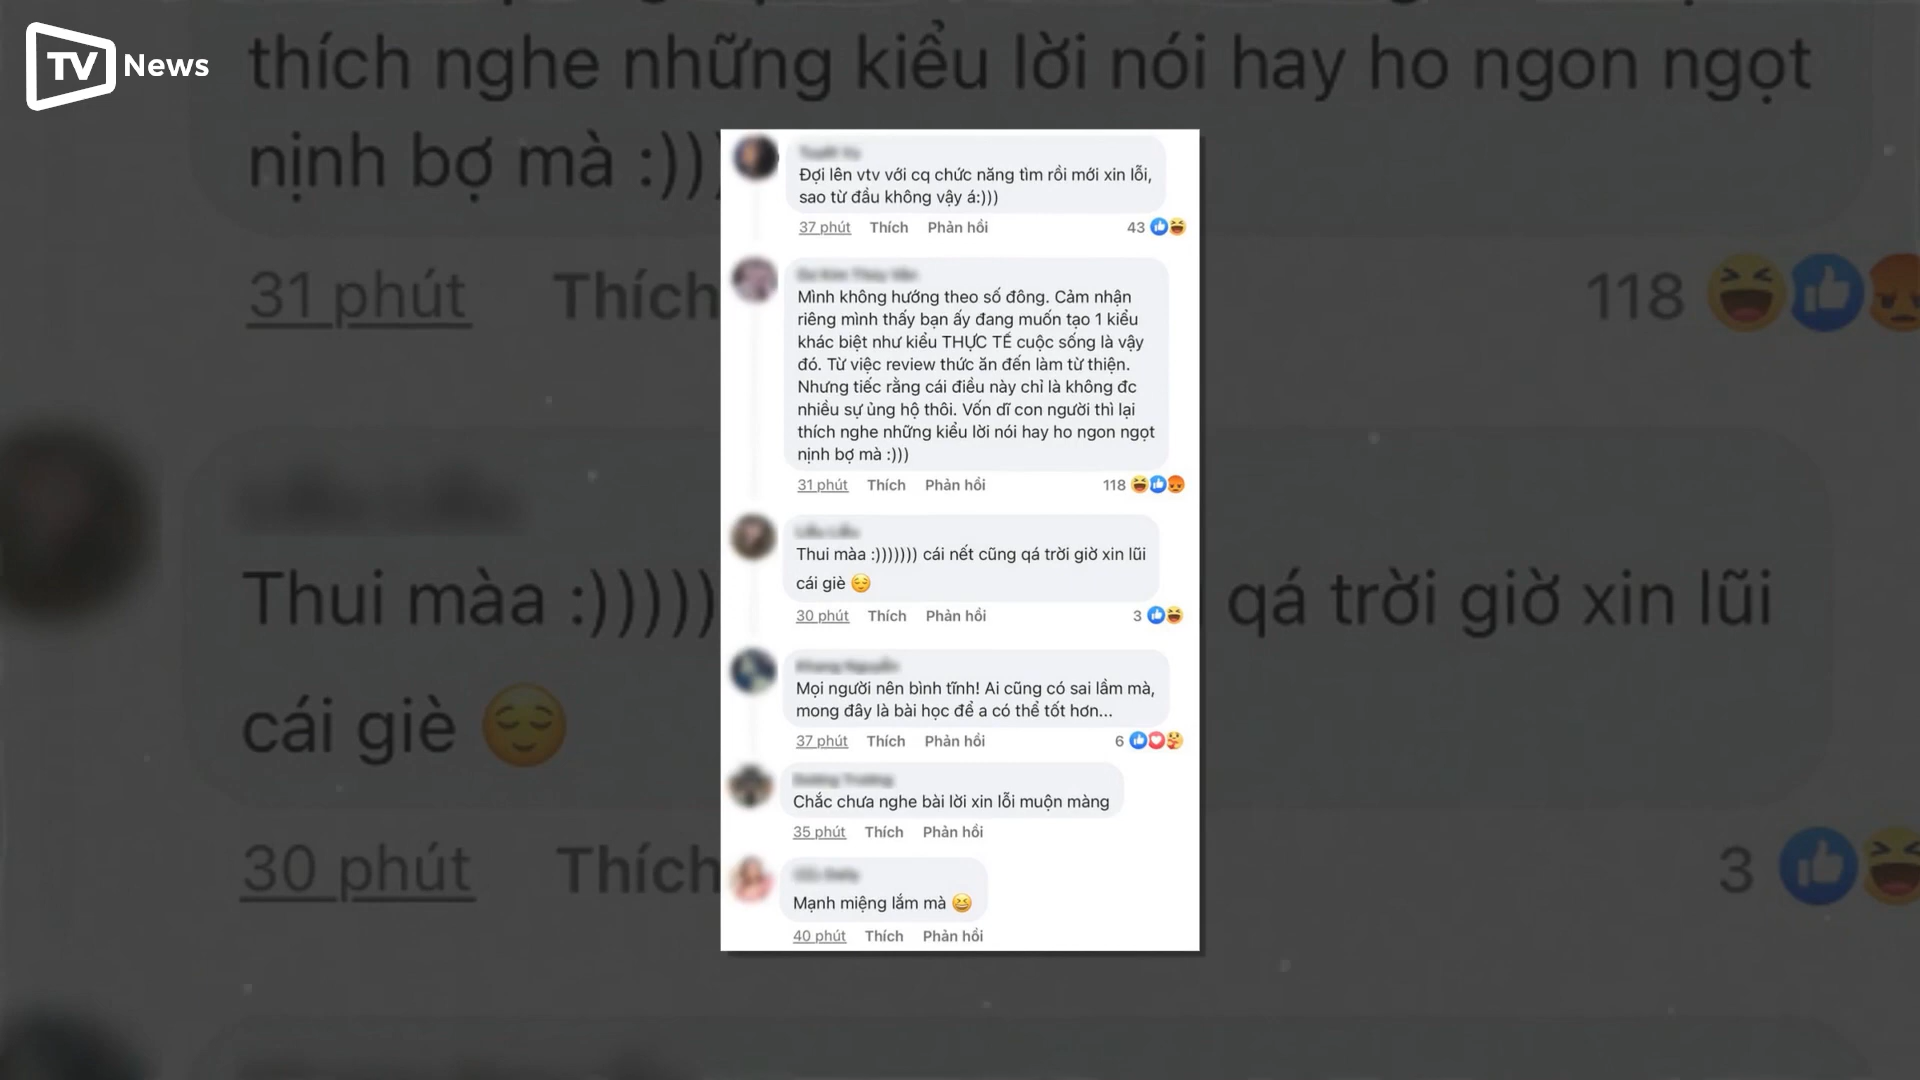 TV News
thích nghe những kiểu lời nói hay ho ngon ngọt
nịnh bợ mà :)))
31 phút Thích 118
Thui màa :))))) qá trời giờ xin lũi
cái giè 😌
30 phút Thích 3
Đợi lên vtv với cq chức năng tìm rồi mới xin lỗi,
sao từ đầu không vậy á:)))
37 phút Thích Phản hồi 43
Mình không hướng theo số đông. Cảm nhận
riêng mình thấy bạn ấy đang muốn tạo 1 kiểu
khác biệt như kiểu THỰC TẾ cuộc sống là vậy
đó. Từ việc review thức ăn đến làm từ thiện.
Nhưng tiếc rằng cái điều này chỉ là không đc
nhiều sự ủng hộ thôi. Vốn dĩ con người thì lại
thích nghe những kiểu lời nói hay ho ngon ngọt
nịnh bợ mà :)))
31 phút Thích Phản hồi 118
Thui màa :))))))) cái nết cũng qá trời giờ xin lũi
cái giè 😌
30 phút Thích Phản hồi 3
Mọi người nên bình tĩnh! Ai cũng có sai lầm mà,
mong đây là bài học để a có thể tốt hơn...
37 phút Thích Phản hồi 6
Chắc chưa nghe bài lời xin lỗi muộn màng
35 phút Thích Phản hồi
Mạnh miệng lắm mà 😆
40 phút Thích Phản hồi